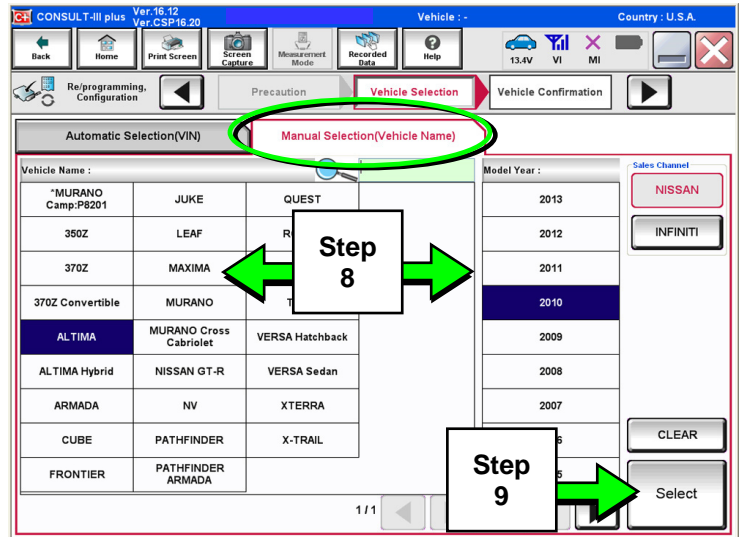 CONSULT-III plus
Ver.16.12
Ver.CSP16.20
Vehicle : -
Country : U.S.A.
Back
Home
Print Screen
Screen
Capture
Measurement
Mode
Recorded
Data
Help
13.4V
VI
MI
Re/programming,
Configuration
Precaution
Vehicle Selection
Vehicle Confirmation
Automatic Selection(VIN)
Manual Selection(Vehicle Name)
Vehicle Name :
Model Year :
Sales Channel
*MURANO
Camp:P8201
JUKE
QUEST
2013
NISSAN
350Z
LEAF
2012
INFINITI
370Z
MAXIMA
2011
Step
8
370Z Convertible
MURANO
2010
ALTIMA
MURANO Cross
Cabriolet
VERSA Hatchback
2009
ALTIMA Hybrid
NISSAN GT-R
VERSA Sedan
2008
ARMADA
NV
XTERRA
2007
CUBE
PATHFINDER
X-TRAIL
CLEAR
FRONTIER
PATHFINDER
ARMADA
Step
9
Select
1/1